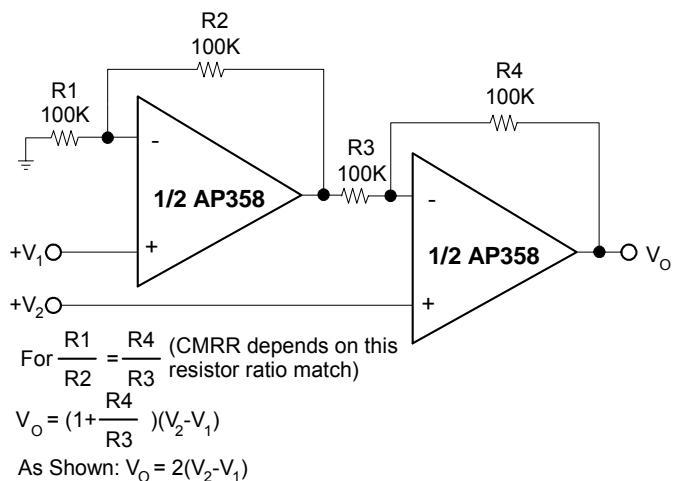 R2
100K
R4
100K
R1
100K
R3
100K
-
1/2 AP358
+
-
1/2 AP358
+
+V1
+V2
VO
For R1/R2 = R4/R3 (CMRR depends on this
resistor ratio match)
VO = (1+R4/R3)(V2-V1)
As Shown: VO = 2(V2-V1)